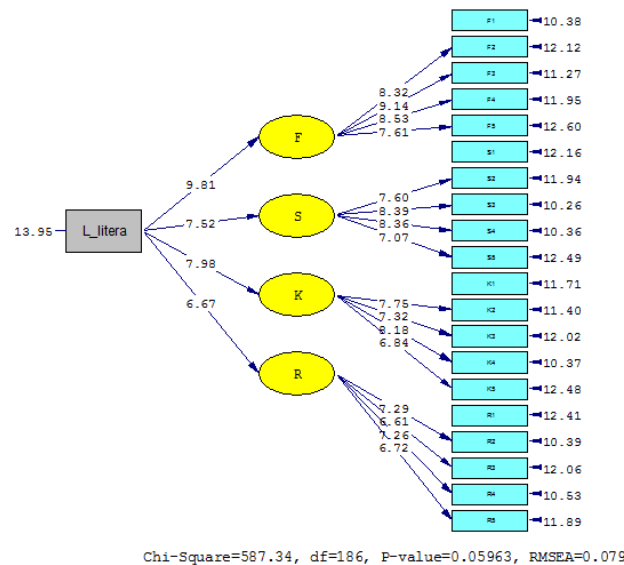 F1 10.38
F2 12.12
8.32 F3 11.27
9.14 F4 11.95
8.53
7.61 F5 12.60
F
S1 12.16
9.81 S2 11.94
7.60 S3 10.26
8.39
S 8.36 S4 10.36
7.07
13.95 L_litera 7.52 S5 12.49
7.98 K1 11.71
K 7.75 K2 11.40
7.32
6.67 8.18 K3 12.02
6.84 K4 10.37
R K5 12.48
7.29 R1 12.41
6.61
7.26 R2 10.39
6.72 R3 12.06
R4 10.53
R5 11.89
Chi-Square=587.34, df=186, P-value=0.05963, RMSEA=0.079